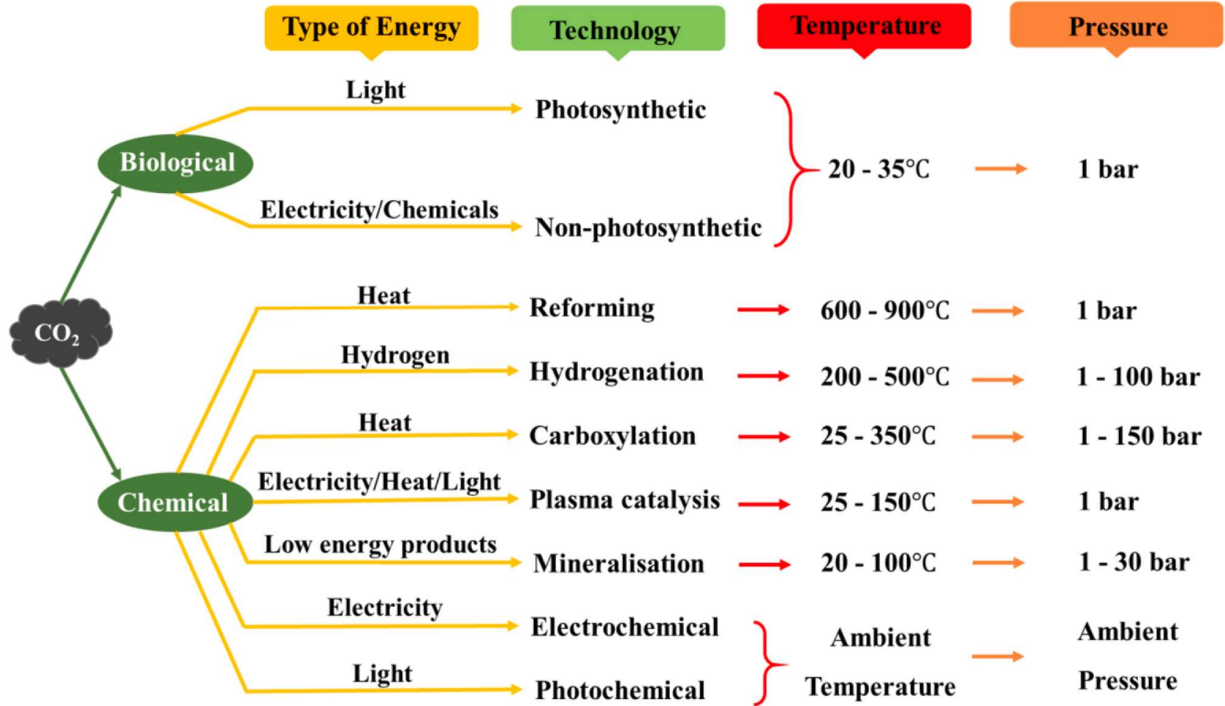 Type of Energy
Technology
Temperature
Pressure
Light
Photosynthetic
Biological
20 - 35℃
1 bar
Electricity/Chemicals
Non-photosynthetic
CO₂
Heat
Reforming
600 - 900℃
1 bar
Hydrogen
Hydrogenation
200 - 500℃
1 - 100 bar
Heat
Carboxylation
25 - 350℃
1 - 150 bar
Chemical
Electricity/Heat/Light
Plasma catalysis
25 - 150℃
1 bar
Low energy products
Mineralisation
20 - 100℃
1 - 30 bar
Electricity
Electrochemical
Light
Photochemical
Ambient
Temperature
Ambient
Pressure